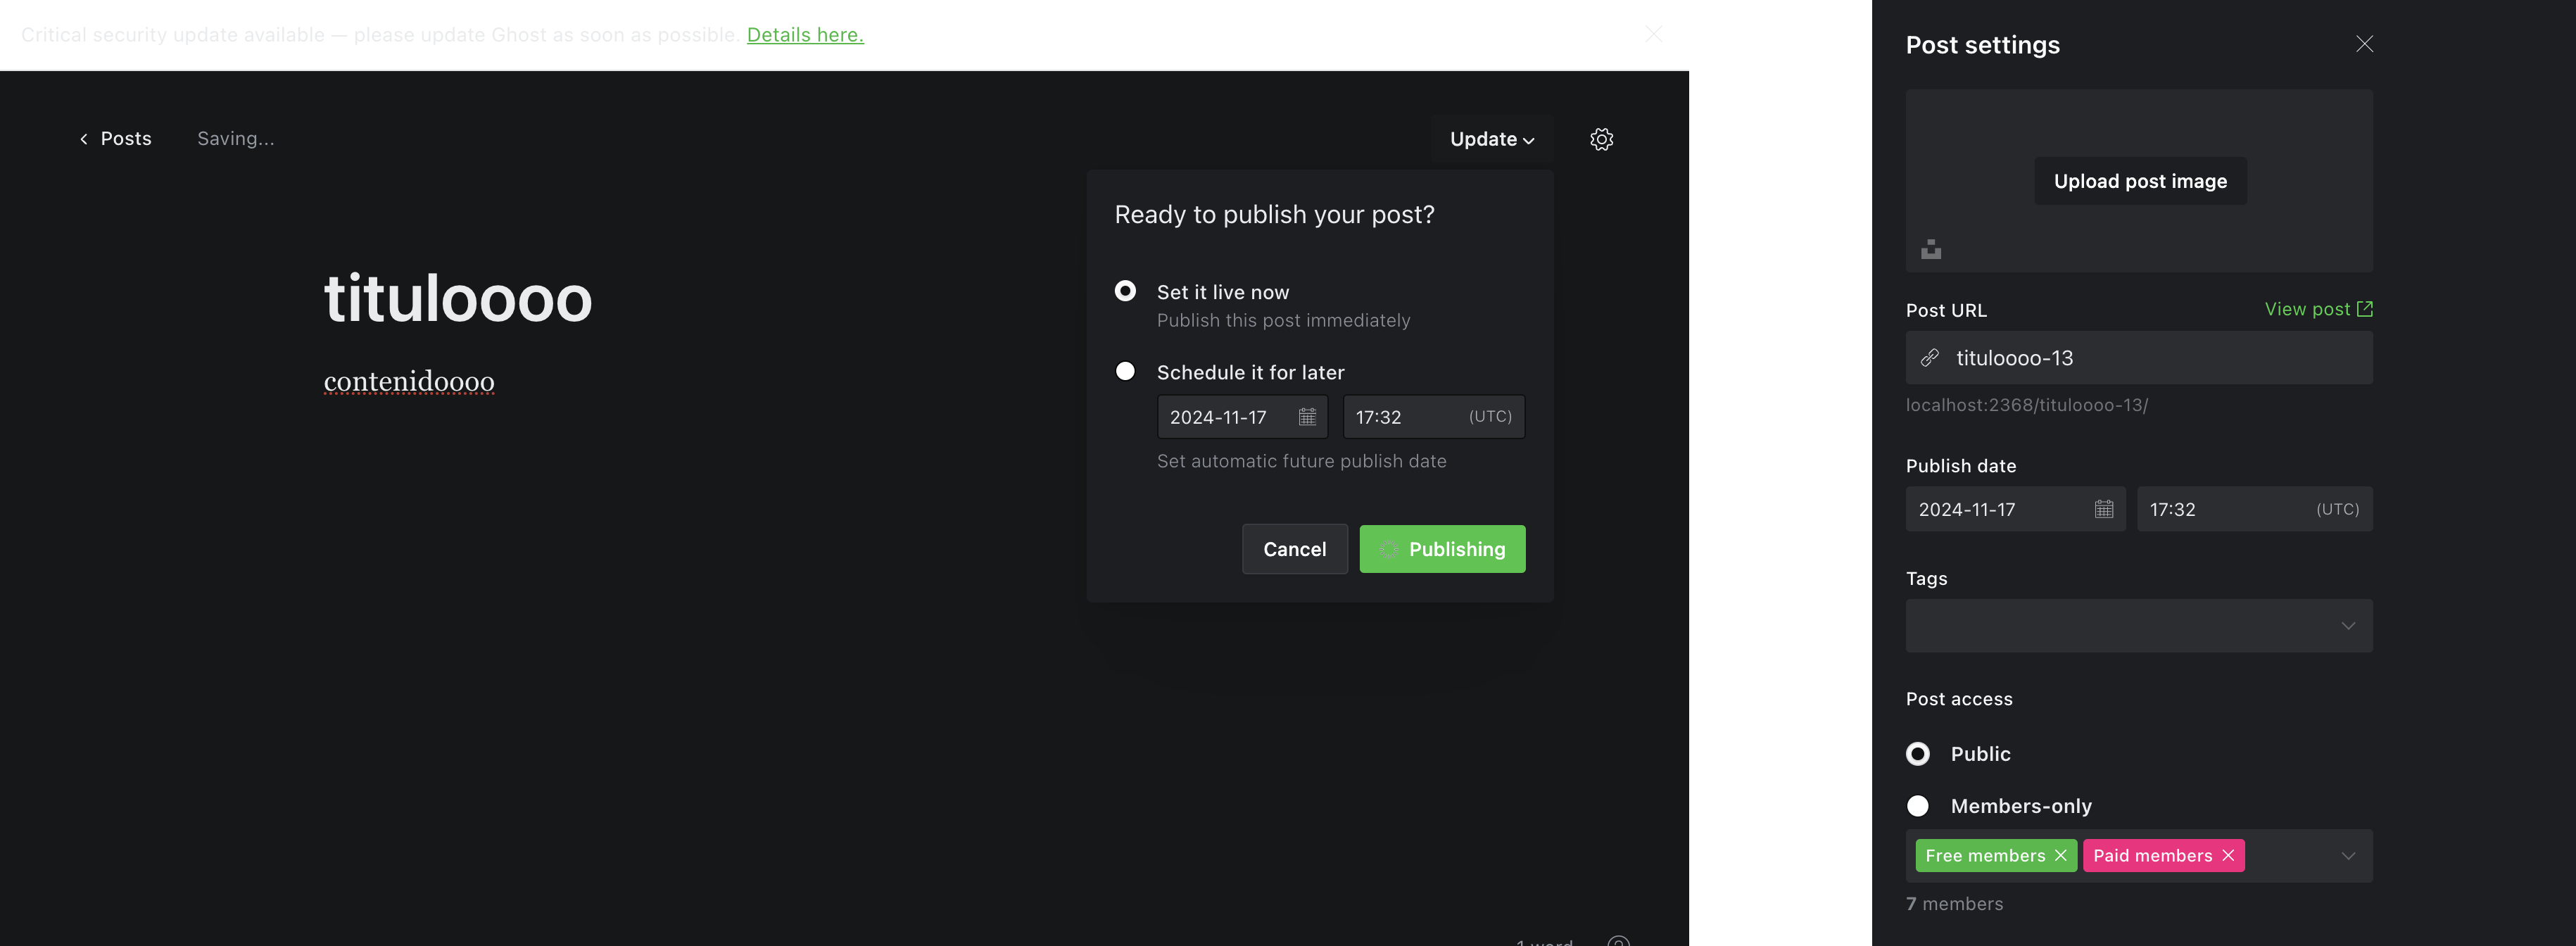 Critical security update available — please update Ghost as soon as possible. Details here.
Posts
Saving...
Update
tituloooo
contenidoooo
Ready to publish your post?
Set it live now
Publish this post immediately
Schedule it for later
2024-11-17
17:32 (UTC)
Set automatic future publish date
Cancel
Publishing
1 word
Post settings
Upload post image
Post URL
View post
tituloooo-13
localhost:2368/tituloooo-13/
Publish date
2024-11-17
17:32 (UTC)
Tags
Post access
Public
Members-only
Free members
Paid members
7 members